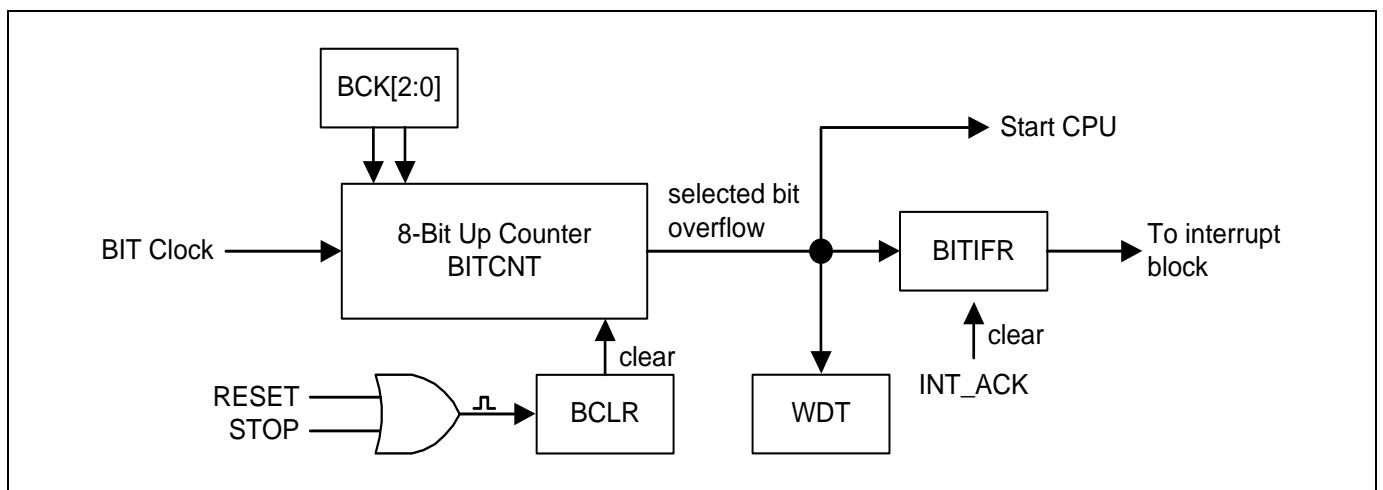 BCK[2:0]
Start CPU
selected bit
overflow
8-Bit Up Counter
BITCNT
BIT Clock
BITIFR
To interrupt
block
clear
clear
INT_ACK
RESET
STOP
BCLR
WDT